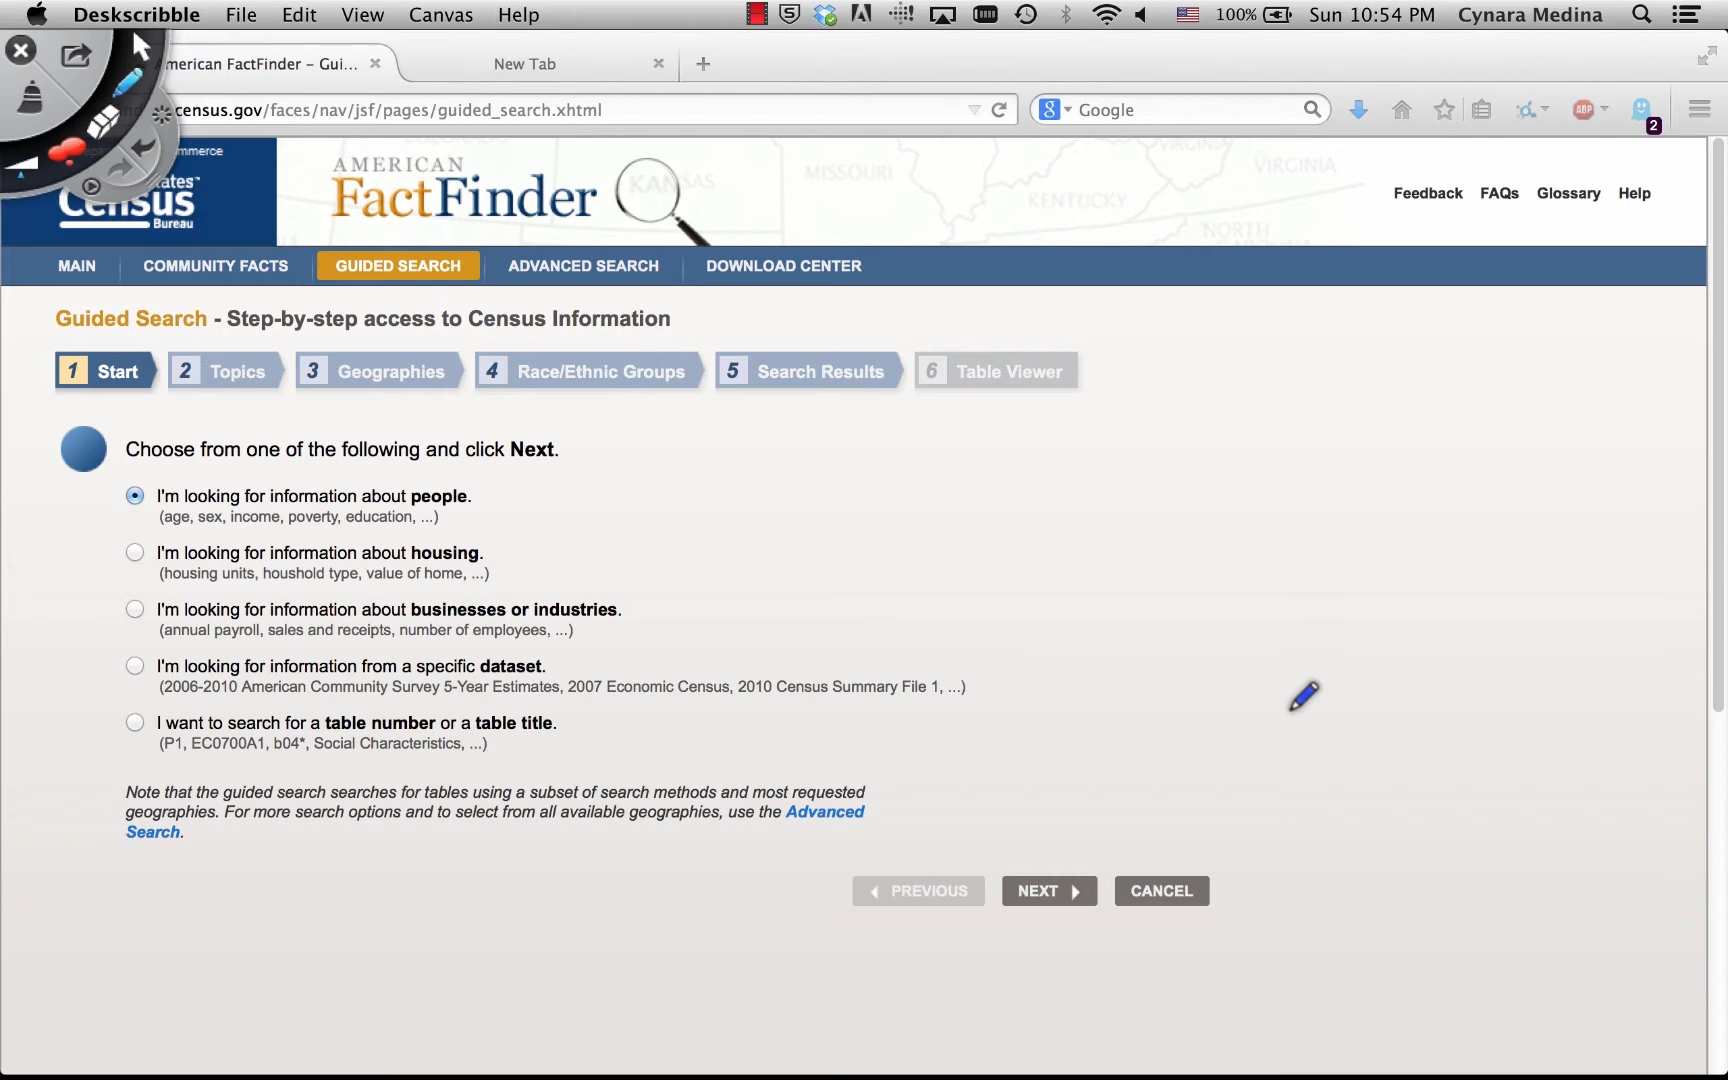 Deskscribble File Edit View Canvas Help 100% Sun 10:54 PM Cynara Medina
merican FactFinder – Gui... New Tab
census.gov/faces/nav/jsf/pages/guided_search.xhtml Google
2
mmerce
ates™
Census
Bureau
AMERICAN
FactFinder
KANSAS
MISSOURI
KENTUCKY
VIRGINIA
NORTH
Feedback FAQs Glossary Help
MAIN COMMUNITY FACTS GUIDED SEARCH ADVANCED SEARCH DOWNLOAD CENTER
Guided Search - Step-by-step access to Census Information
1 Start 2 Topics 3 Geographies 4 Race/Ethnic Groups 5 Search Results 6 Table Viewer
Choose from one of the following and click Next.
I'm looking for information about people.
(age, sex, income, poverty, education, ...)
I'm looking for information about housing.
(housing units, houshold type, value of home, ...)
I'm looking for information about businesses or industries.
(annual payroll, sales and receipts, number of employees, ...)
I'm looking for information from a specific dataset.
(2006-2010 American Community Survey 5-Year Estimates, 2007 Economic Census, 2010 Census Summary File 1, ...)
I want to search for a table number or a table title.
(P1, EC0700A1, b04*, Social Characteristics, ...)
Note that the guided search searches for tables using a subset of search methods and most requested
geographies. For more search options and to select from all available geographies, use the Advanced
Search.
PREVIOUS NEXT CANCEL